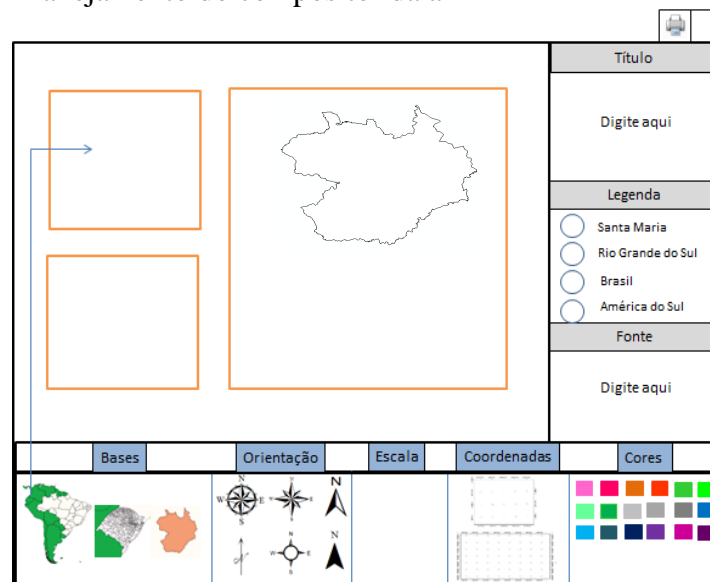 Título
Digite aqui
Legenda
Santa Maria
Rio Grande do Sul
Brasil
América do Sul
Fonte
Digite aqui
Bases
Orientação
Escala
Coordenadas
Cores
N
N
W
E
S
N
W
E
S
N